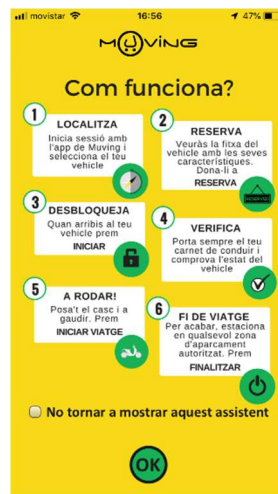 movistar 16:56 47%
MUVING
Com funciona?
1
LOCALITZA
Inicia sessió amb
l'app de Muving i
selecciona el teu
vehicle
2
RESERVA
Veuràs la fitxa del
vehicle amb les seves
característiques.
Dona-li a
RESERVA
RESERVED
3
DESBLOQUEJA
Quan arribis al teu
vehicle prem
INICIAR
4
VERIFICA
Porta sempre el teu
carnet de conduir i
comprova l'estat del
vehicle
5
A RODAR!
Posa't el casc i a
gaudir. Prem
INICIAR VIATGE
6
FI DE VIATGE
Per acabar, estaciona
en qualsevol zona
d'aparcament
autoritzat. Prem
FINALITZAR
No tornar a mostrar aquest assistent
OK